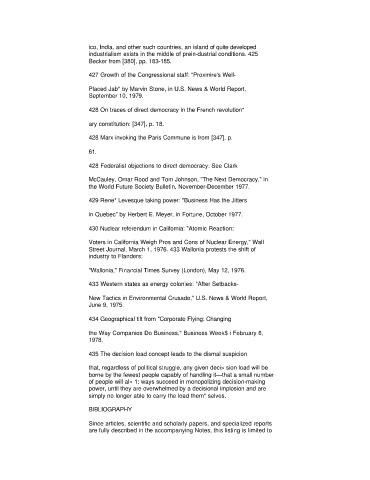 ico, India, and other such countries, an island of quite developed
industrialism exists in the middle of prein-dustrial conditions. 425
Becker from [380], pp. 183-185.
427 Growth of the Congressional staff: "Proxmire's Well-
Placed Jab" by Marvin Stone, in U.S. News & World Report,
September 10, 1979.
428 On traces of direct democracy in the French revolution"
ary constitution: [347], p. 18.
428 Marx invoking the Paris Commune is from [347], p.
61.
428 Federalist objections to direct democracy: See Clark
McCauley, Omar Rood and Tom Johnson, "The Next Democracy," in
the World Future Society Bulletin, November-December 1977.
429 Rene" Levesque taking power: "Business Has the Jitters
in Quebec" by Herbert E. Meyer, in Fortune, October 1977.
430 Nuclear referendum in California: "Atomic Reaction:
Voters in California Weigh Pros and Cons of Nuclear Energy," Wall
Street Journal, March 1, 1976. 433 Wallonia protests the shift of
industry to Flanders:
"Wallonia," Financial Times Survey (London), May 12, 1976.
433 Western states as energy colonies: "After Setbacks-
New Tactics in Environmental Crusade," U.S. News & World Report,
June 9, 1975.
434 Geographical tilt from "Corporate Flying: Changing
the Way Companies Do Business," Business Week$ i February 6,
1978.
435 The decision load concept leads to the dismal suspicion
that, regardless of political struggle, any given deci» sion load will be
borne by the fewest people capable of handling it—that a small number
of people will al« 1: ways succeed in monopolizing decision-making
power, until they are overwhelmed by a decisional implosion and are
simply no longer able to carry the load them" selves.
BIBLIOGRAPHY
Since articles, scientific and scholarly papers, and specialized reports
are fully described in the accompanying Notes, this listing is limited to